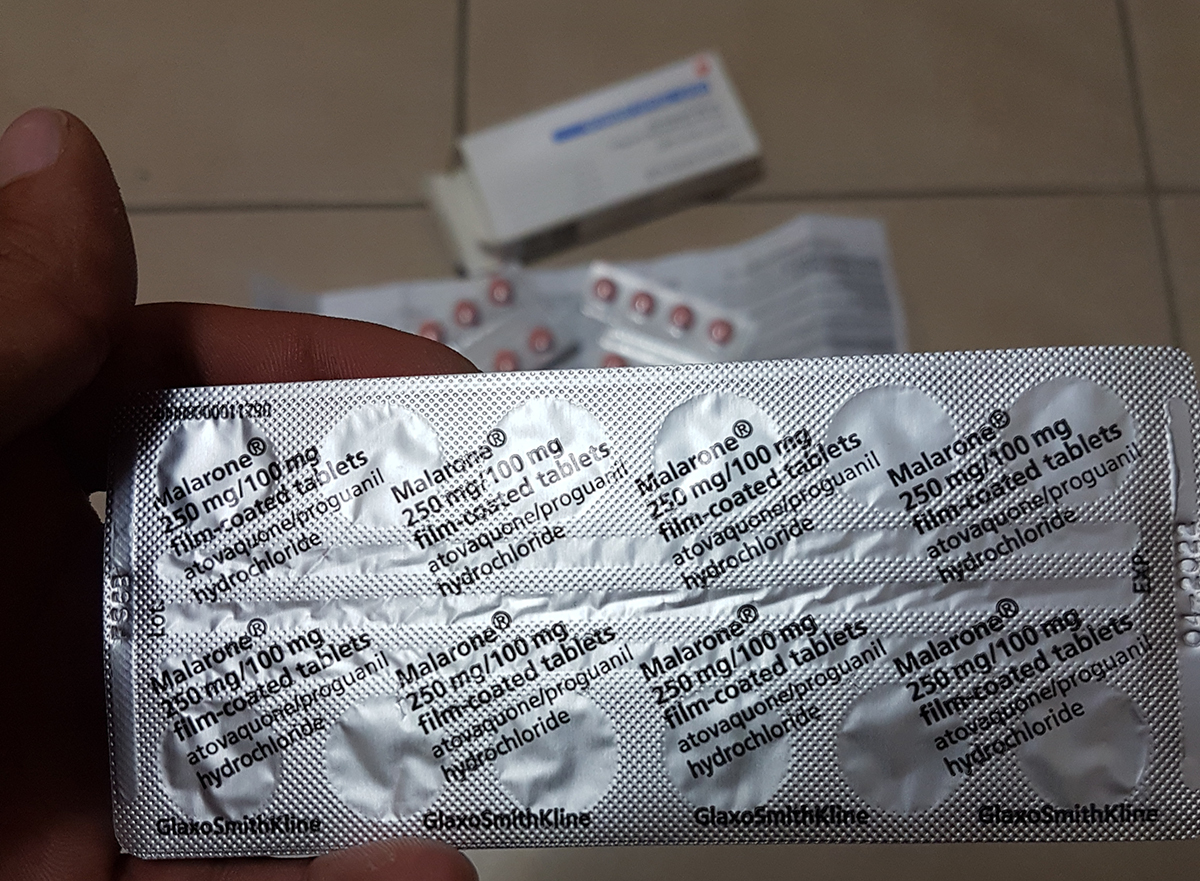 Malarone®
250 mg/100 mg
film-coated tablets
atovaquone/proguanil
hydrochloride
Malarone®
250 mg/100 mg
film-coated tablets
atovaquone/proguanil
hydrochloride
Malarone®
250 mg/100 mg
film-coated tablets
atovaquone/proguanil
hydrochloride
Malarone®
250 mg/100 mg
film-coated tablets
atovaquone/proguanil
hydrochloride
LOT
EXP
Malarone®
250 mg/100 mg
film-coated tablets
atovaquone/proguanil
hydrochloride
Malarone®
250 mg/100 mg
film-coated tablets
atovaquone/proguanil
hydrochloride
Malarone®
250 mg/100 mg
film-coated tablets
atovaquone/proguanil
hydrochloride
Malarone®
250 mg/100 mg
film-coated tablets
atovaquone/proguanil
hydrochloride
GlaxoSmithKline
GlaxoSmithKline
GlaxoSmithKline
GlaxoSmithKline